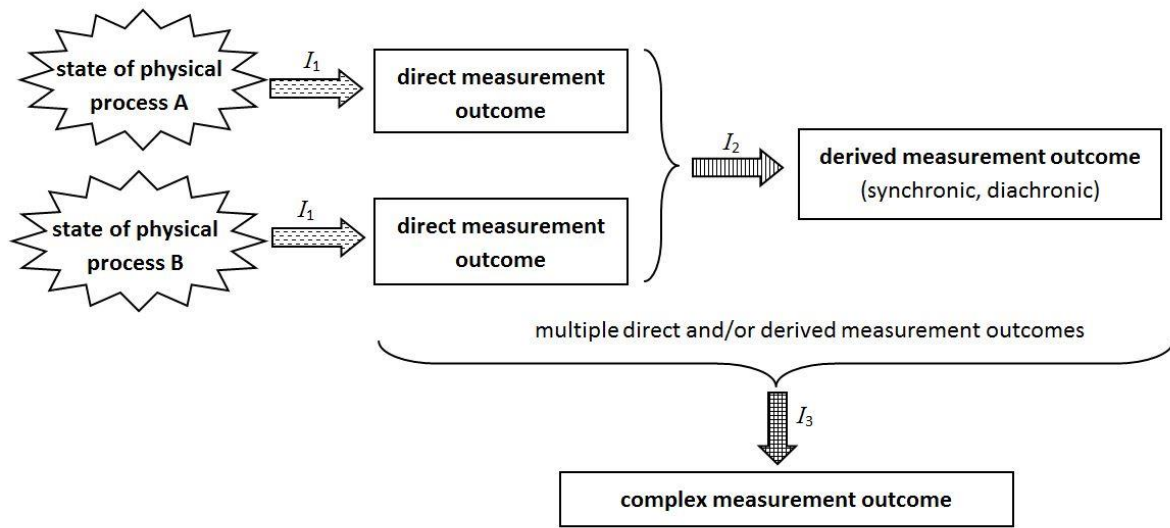 state of physical
process A
I1
direct measurement
outcome
I2
derived measurement outcome
(synchronic, diachronic)
state of physical
process B
I1
direct measurement
outcome
multiple direct and/or derived measurement outcomes
I3
complex measurement outcome